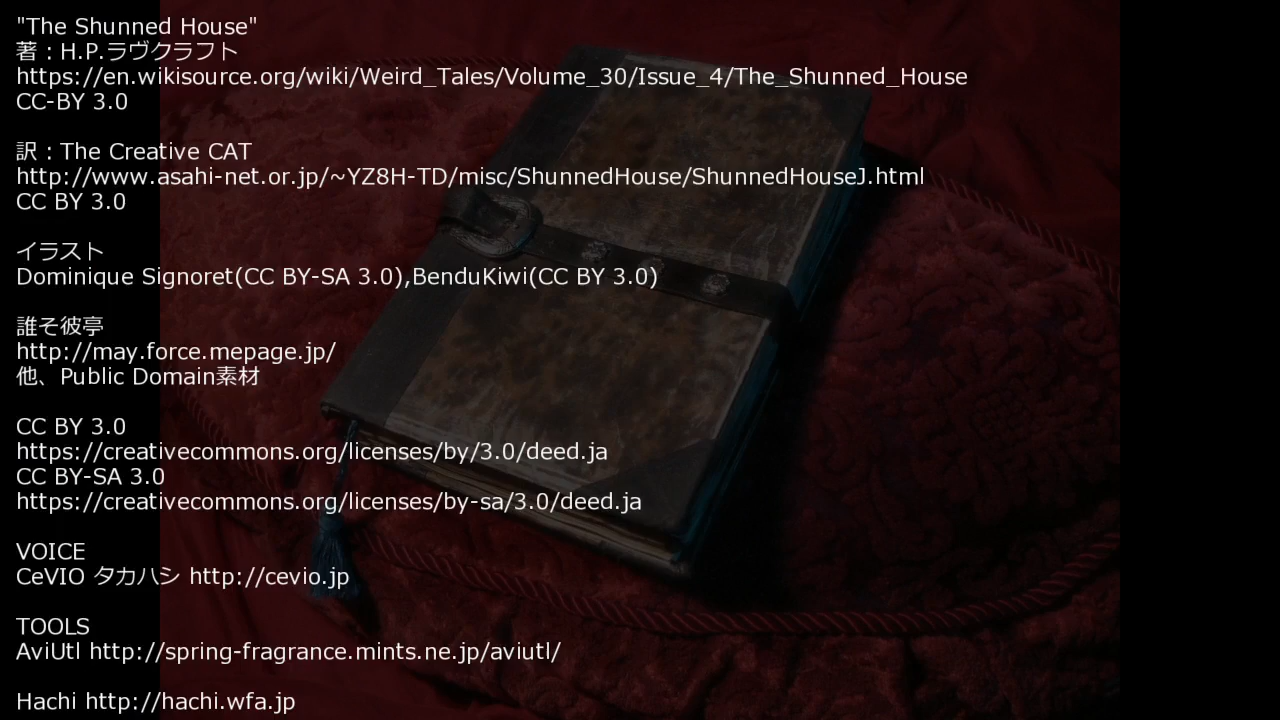 "The Shunned House"
著：H.P.ラヴクラフト
https://en.wikisource.org/wiki/Weird_Tales/Volume_30/Issue_4/The_Shunned_House
CC-BY 3.0
訳：The Creative CAT
http://www.asahi-net.or.jp/~YZ8H-TD/misc/ShunnedHouse/ShunnedHouseJ.html
CC BY 3.0
イラスト
Dominique Signoret(CC BY-SA 3.0),BenduKiwi(CC BY 3.0)
誰そ彼亭
http://may.force.mepage.jp/
他、Public Domain素材
CC BY 3.0
https://creativecommons.org/licenses/by/3.0/deed.ja
CC BY-SA 3.0
https://creativecommons.org/licenses/by-sa/3.0/deed.ja
VOICE
CeVIO タカハシ http://cevio.jp
TOOLS
AviUtl http://spring-fragrance.mints.ne.jp/aviutl/
Hachi http://hachi.wfa.jp